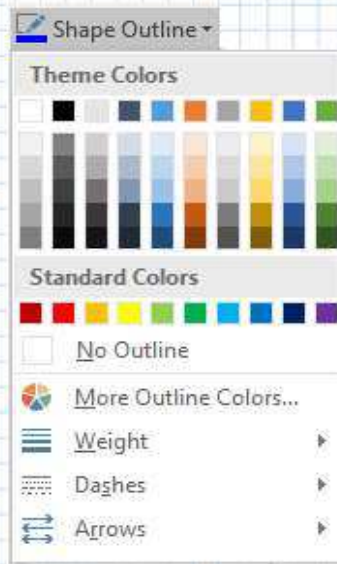 Shape Outline
Theme Colors
Standard Colors
No Outline
More Outline Colors...
Weight
Dashes
Arrows